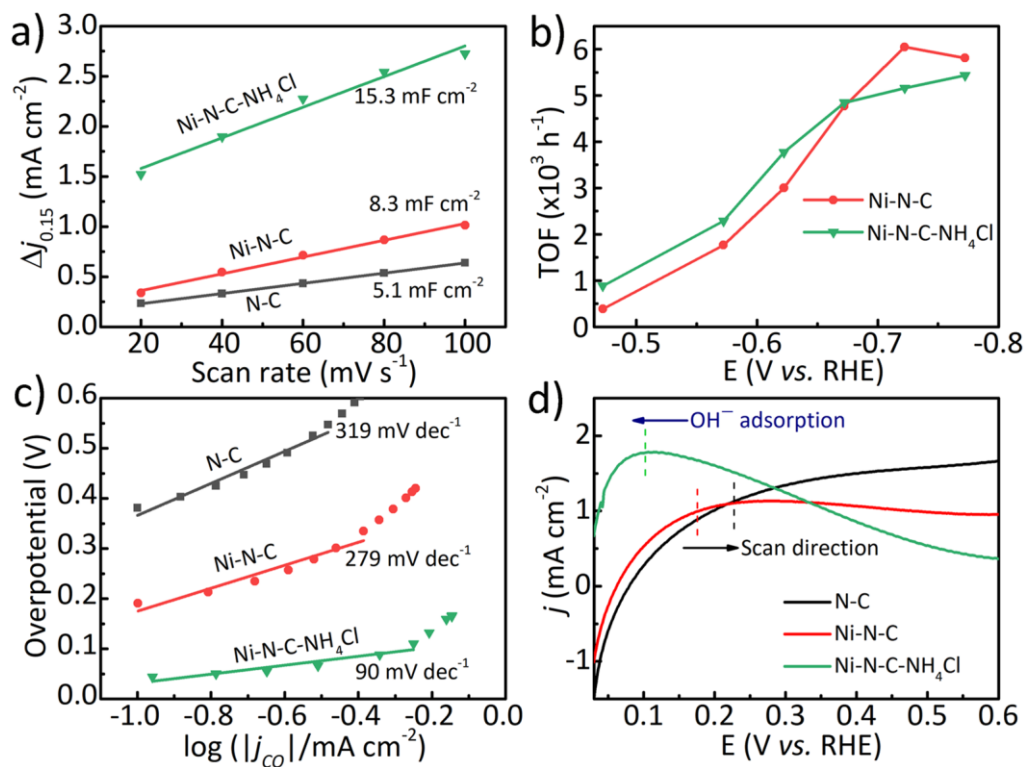 a)
Δj0.15 (mA cm-2)
3.0
2.5
2.0
1.5
1.0
0.5
0.0
Ni-N-C-NH4Cl
15.3 mF cm-2
8.3 mF cm-2
Ni-N-C
N-C
5.1 mF cm-2
20 40 60 80 100
Scan rate (mV s-1)
b)
TOF (x10³ h-1)
6
5
4
3
2
1
0
Ni-N-C
Ni-N-C-NH4Cl
-0.5 -0.6 -0.7 -0.8
E (V vs. RHE)
c)
Overpotential (V)
0.6
0.5
0.4
0.3
0.2
0.1
0.0
N-C
319 mV dec-1
Ni-N-C
279 mV dec-1
Ni-N-C-NH4Cl
90 mV dec-1
-1.0 -0.8 -0.6 -0.4 -0.2 0.0
log (|jCO|/mA cm-2)
d)
j (mA cm-2)
2
1
0
-1
OH− adsorption
Scan direction
N-C
Ni-N-C
Ni-N-C-NH4Cl
0.1 0.2 0.3 0.4 0.5 0.6
E (V vs. RHE)